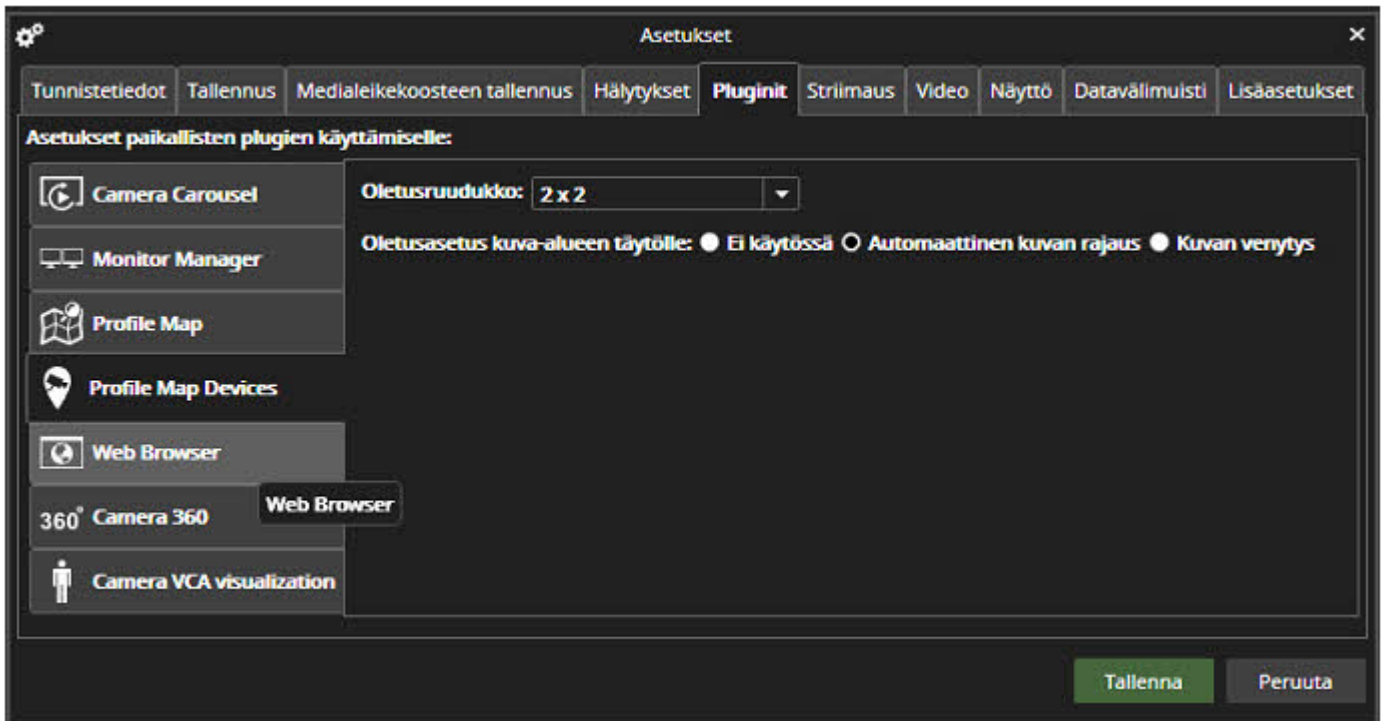 Asetukset
Tunnistetiedot Tallennus Medialeikekoosteen tallennus Hälytykset Pluginit Striimaus Video Näyttö Datavälimuisti Lisäasetukset
Asetukset paikallisten plugien käyttämiselle:
Camera Carousel
Monitor Manager
Profile Map
Profile Map Devices
Web Browser
360° Camera 360
Camera VCA visualization
Oletusruudukko: 2 x 2
Oletusasetus kuva-alueen täytölle: Ei käytössä Automaattinen kuvan rajaus Kuvan venytys
Web Browser
Tallenna Peruuta